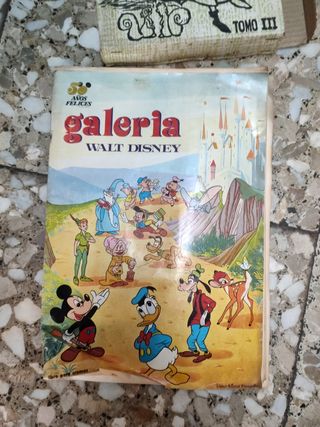 TOMO III
50
AÑOS
FELICES
galeria
WALT DISNEY